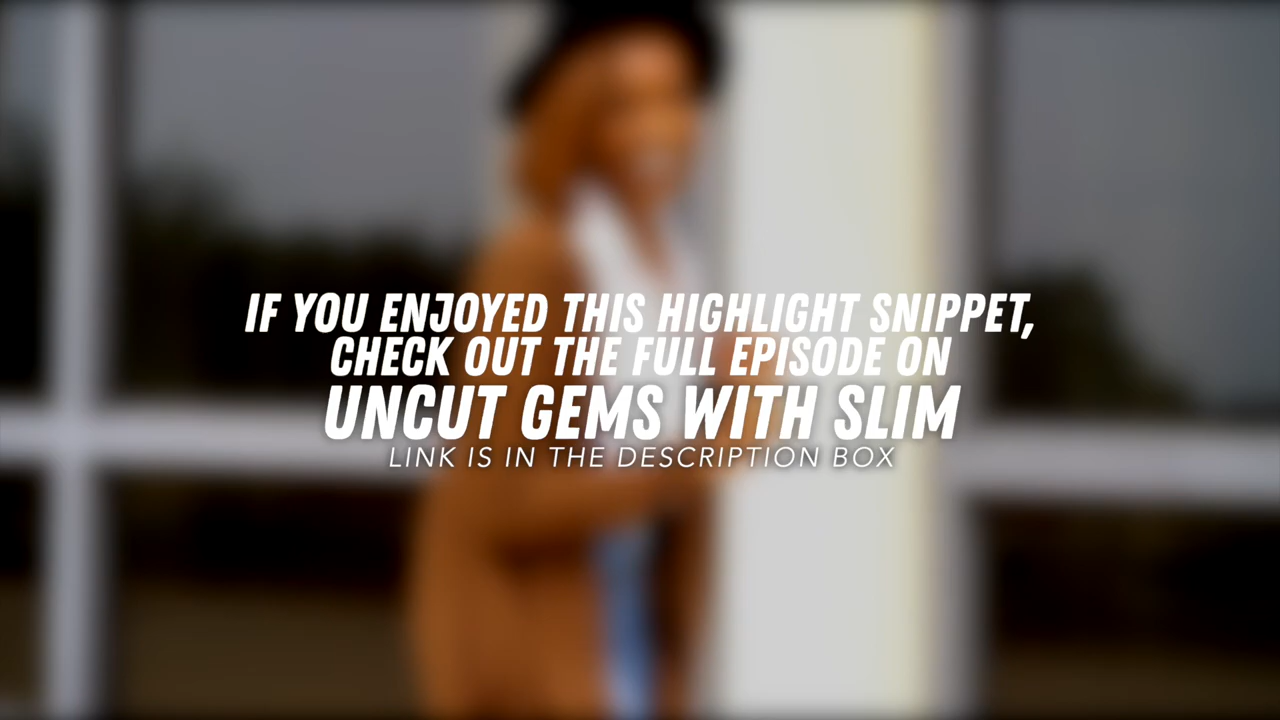 IF YOU ENJOYED THIS HIGHLIGHT SNIPPET,
CHECK OUT THE FULL EPISODE ON
UNCUT GEMS WITH SLIM
LINK IS IN THE DESCRIPTION BOX